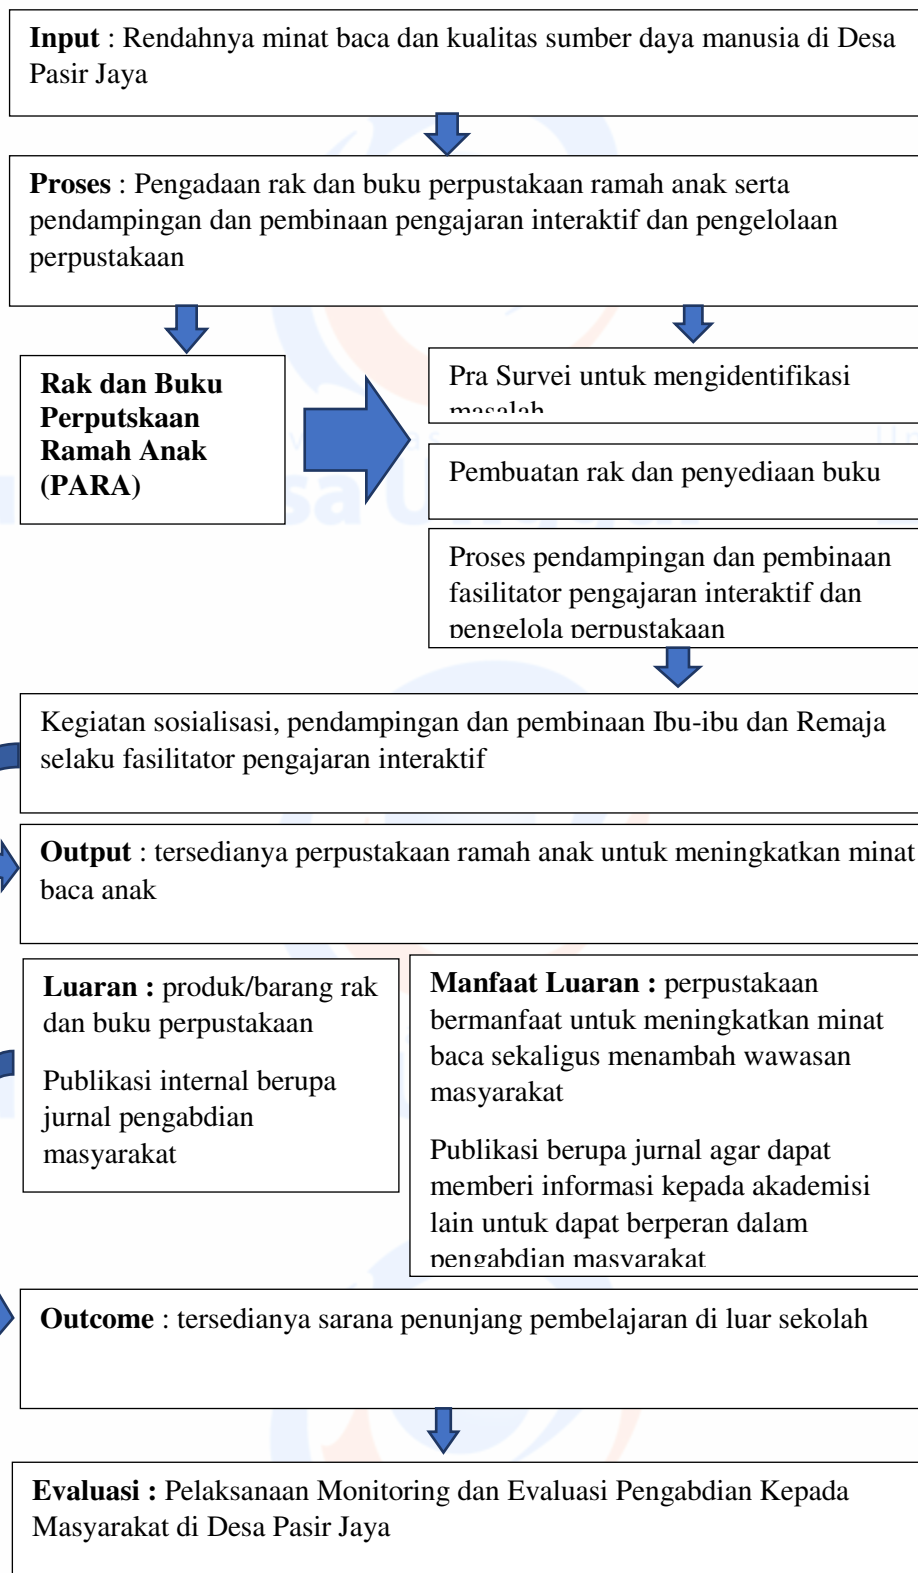 Input : Rendahnya minat baca dan kualitas sumber daya manusia di Desa
Pasir Jaya
Proses : Pengadaan rak dan buku perpustakaan ramah anak serta
pendampingan dan pembinaan pengajaran interaktif dan pengelolaan
perpustakaan
Rak dan Buku
Perputskaan
Ramah Anak
(PARA)
Pra Survei untuk mengidentifikasi
masalah
Pembuatan rak dan penyediaan buku
Proses pendampingan dan pembinaan
fasilitator pengajaran interaktif dan
pengelola perpustakaan
Kegiatan sosialisasi, pendampingan dan pembinaan Ibu-ibu dan Remaja
selaku fasilitator pengajaran interaktif
Output : tersedianya perpustakaan ramah anak untuk meningkatkan minat
baca anak
Luaran : produk/barang rak
dan buku perpustakaan
Publikasi internal berupa
jurnal pengabdian
masyarakat
Manfaat Luaran : perpustakaan
bermanfaat untuk meningkatkan minat
baca sekaligus menambah wawasan
masyarakat
Publikasi berupa jurnal agar dapat
memberi informasi kepada akademisi
lain untuk dapat berperan dalam
pengabdian masyarakat
Outcome : tersedianya sarana penunjang pembelajaran di luar sekolah
Evaluasi : Pelaksanaan Monitoring dan Evaluasi Pengabdian Kepada
Masyarakat di Desa Pasir Jaya